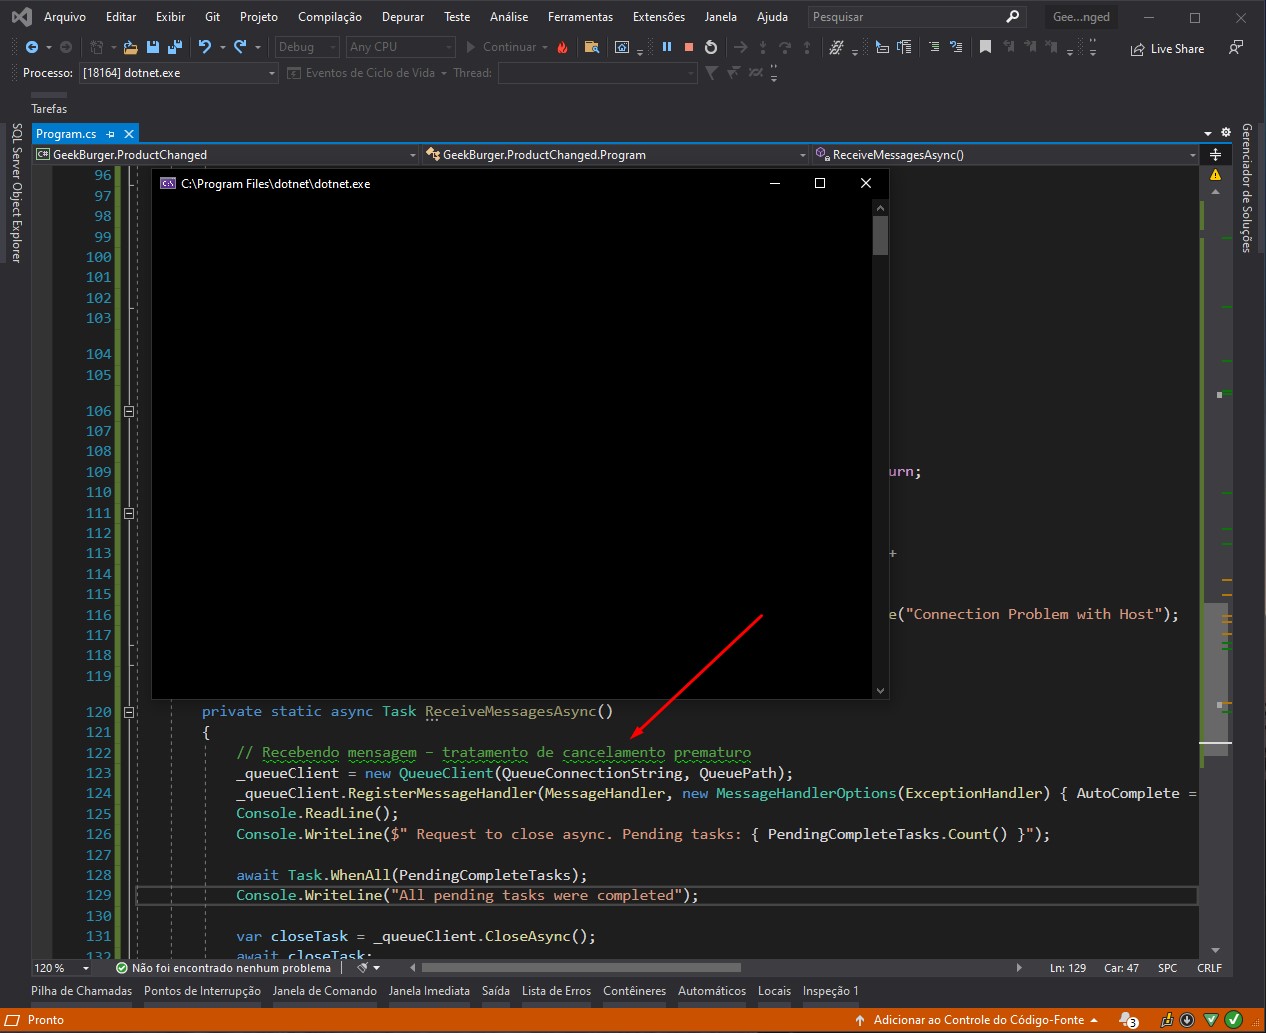 Arquivo Editar Exibir Git Projeto Compilação Depurar Teste Análise Ferramentas Extensões Janela Ajuda Pesquisar Gee...nged
Debug Any CPU Continuar Live Share
Processo: [18164] dotnet.exe Eventos de Ciclo de Vida Thread:
Tarefas
SQL Server Object Explorer
Program.cs
Gerenciador de Soluções
C# GeekBurger.ProductChanged GeekBurger.ProductChanged.Program ReceiveMessagesAsync()
C:\Program Files\dotnet\dotnet.exe
96
97
98
99
100
101
102
103
104
105
106
107
108
109 urn;
110
111
112
113 +
114
115
116 e("Connection Problem with Host");
117
118
119
120 private static async Task ReceiveMessagesAsync()
121 {
122 // Recebendo mensagem - tratamento de cancelamento prematuro
123 _queueClient = new QueueClient(QueueConnectionString, QueuePath);
124 _queueClient.RegisterMessageHandler(MessageHandler, new MessageHandlerOptions(ExceptionHandler) { AutoComplete =
125 Console.ReadLine();
126 Console.WriteLine($" Request to close async. Pending tasks: { PendingCompleteTasks.Count() }");
127
128 await Task.WhenAll(PendingCompleteTasks);
129 Console.WriteLine("All pending tasks were completed");
130
131 var closeTask = _queueClient.CloseAsync();
132 await closeTask;
120 % Não foi encontrado nenhum problema Ln: 129 Car: 47 SPC CRLF
Pilha de Chamadas Pontos de Interrupção Janela de Comando Janela Imediata Saída Lista de Erros Contêineres Automáticos Locais Inspeção 1
Pronto Adicionar ao Controle do Código-Fonte 3